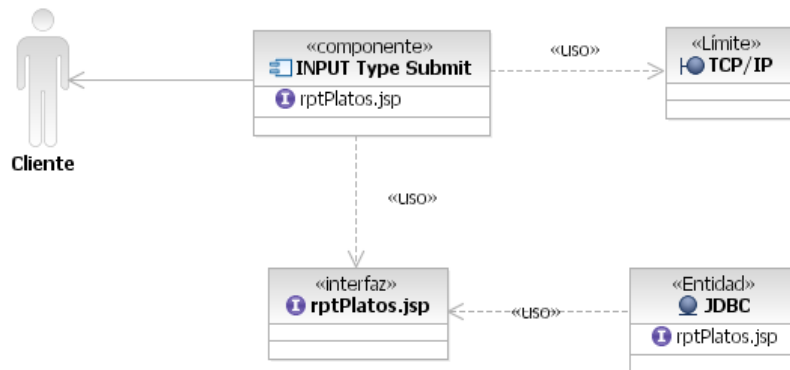 «componente»
INPUT Type Submit
rptPlatos.jsp
«uso»
«Límite»
TCP/IP
Cliente
«uso»
«interfaz»
rptPlatos.jsp
«uso»
«Entidad»
JDBC
rptPlatos.jsp